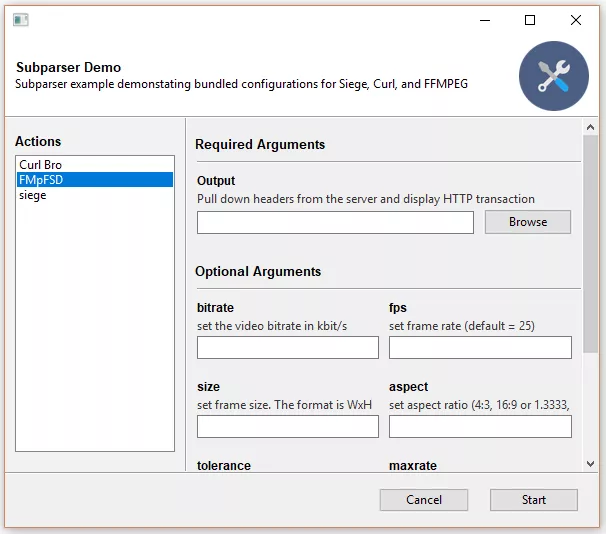 Subparser Demo
Subparser example demonstating bundled configurations for Siege, Curl, and FFMPEG
Actions
Curl Bro
FMpFSD
siege
Required Arguments
Output
Pull down headers from the server and display HTTP transaction
Browse
Optional Arguments
bitrate
set the video bitrate in kbit/s
fps
set frame rate (default = 25)
size
set frame size. The format is WxH
aspect
set aspect ratio (4:3, 16:9 or 1.3333,
tolerance
maxrate
Cancel
Start